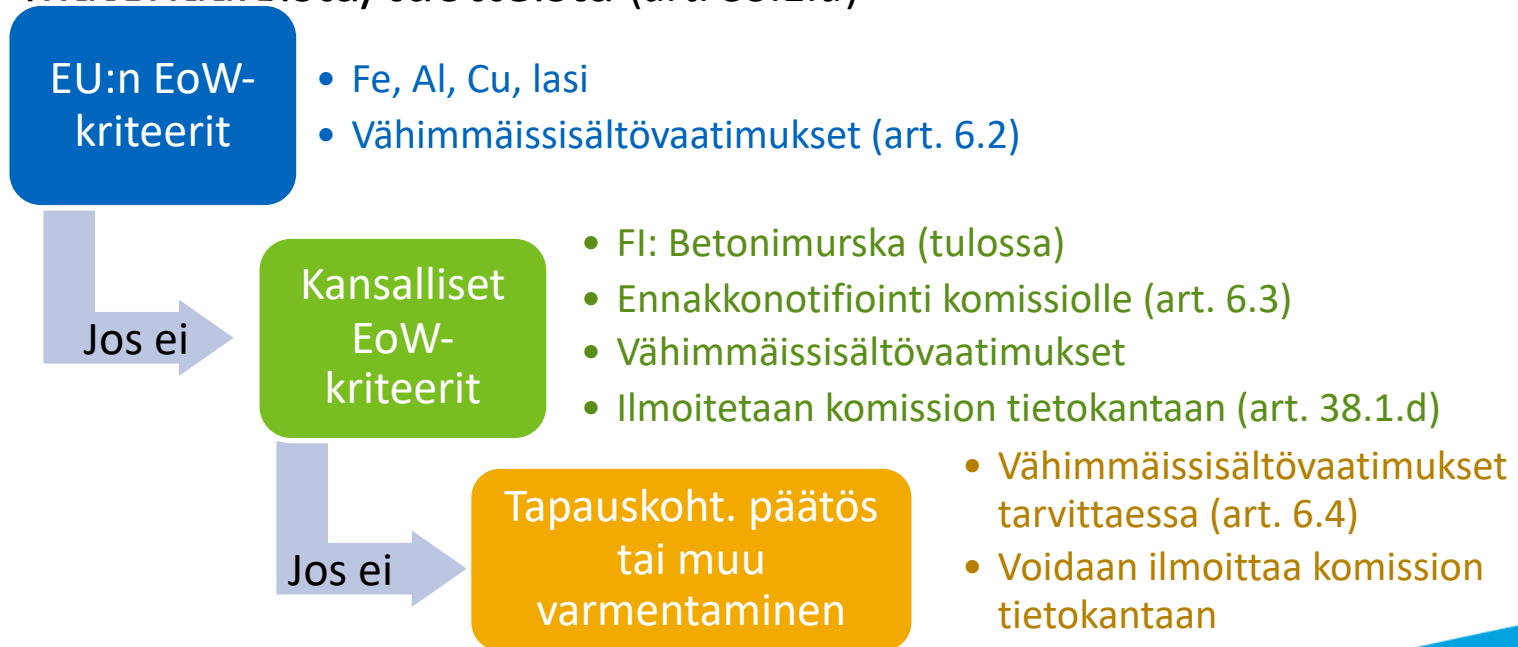 EU:n EoW-
kriteerit
• Fe, Al, Cu, lasi
• Vähimmäissisältövaatimukset (art. 6.2)
Jos ei
Kansalliset
EoW-
kriteerit
• FI: Betonimurska (tulossa)
• Ennakkonotifiointi komissiolle (art. 6.3)
• Vähimmäissisältövaatimukset
• Ilmoitetaan komission tietokantaan (art. 38.1.d)
Jos ei
Tapauskoht. päätös
tai muu
varmentaminen
• Vähimmäissisältövaatimukset
tarvittaessa (art. 6.4)
• Voidaan ilmoittaa komission
tietokantaan